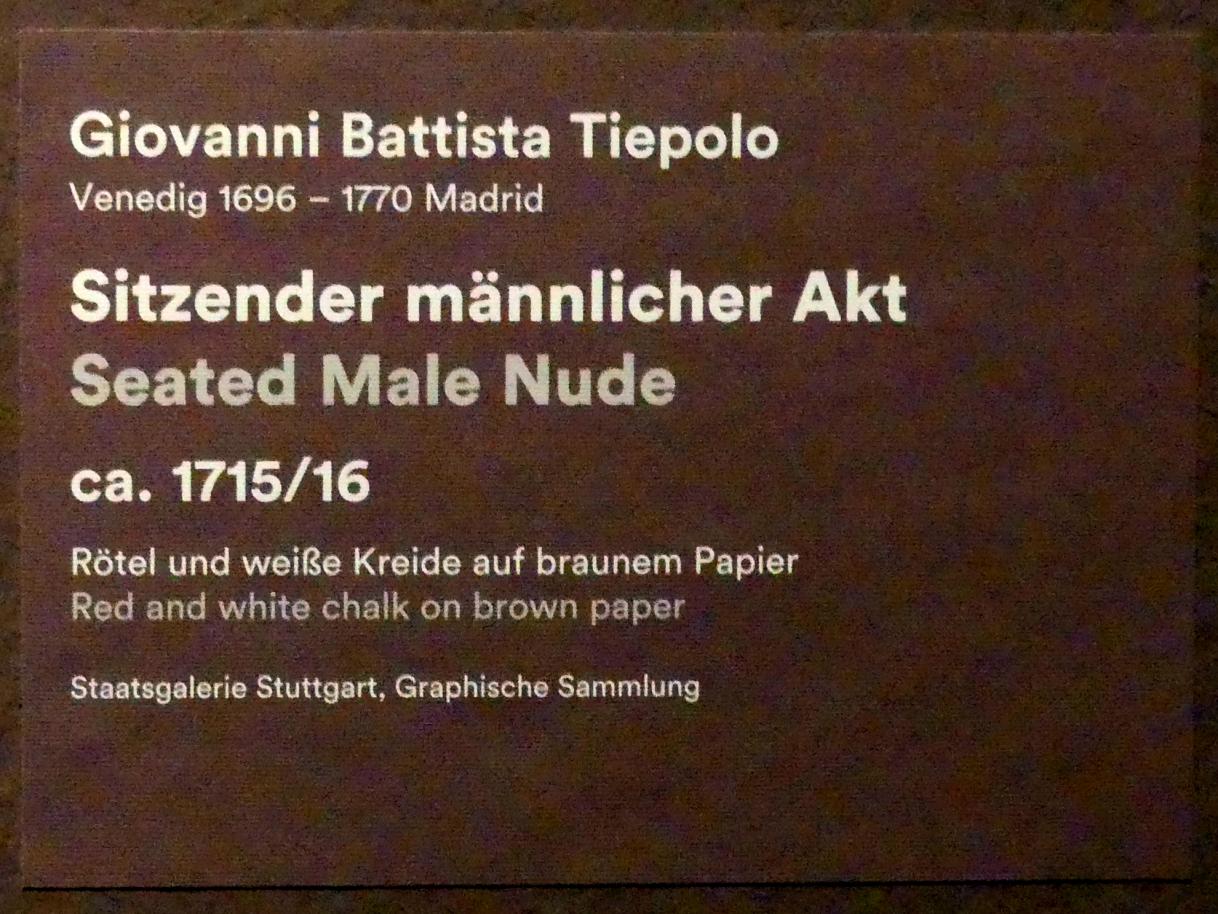 Giovanni Battista Tiepolo
Venedig 1696 – 1770 Madrid
Sitzender männlicher Akt
Seated Male Nude
ca. 1715/16
Rötel und weiße Kreide auf braunem Papier
Red and white chalk on brown paper
Staatsgalerie Stuttgart, Graphische Sammlung